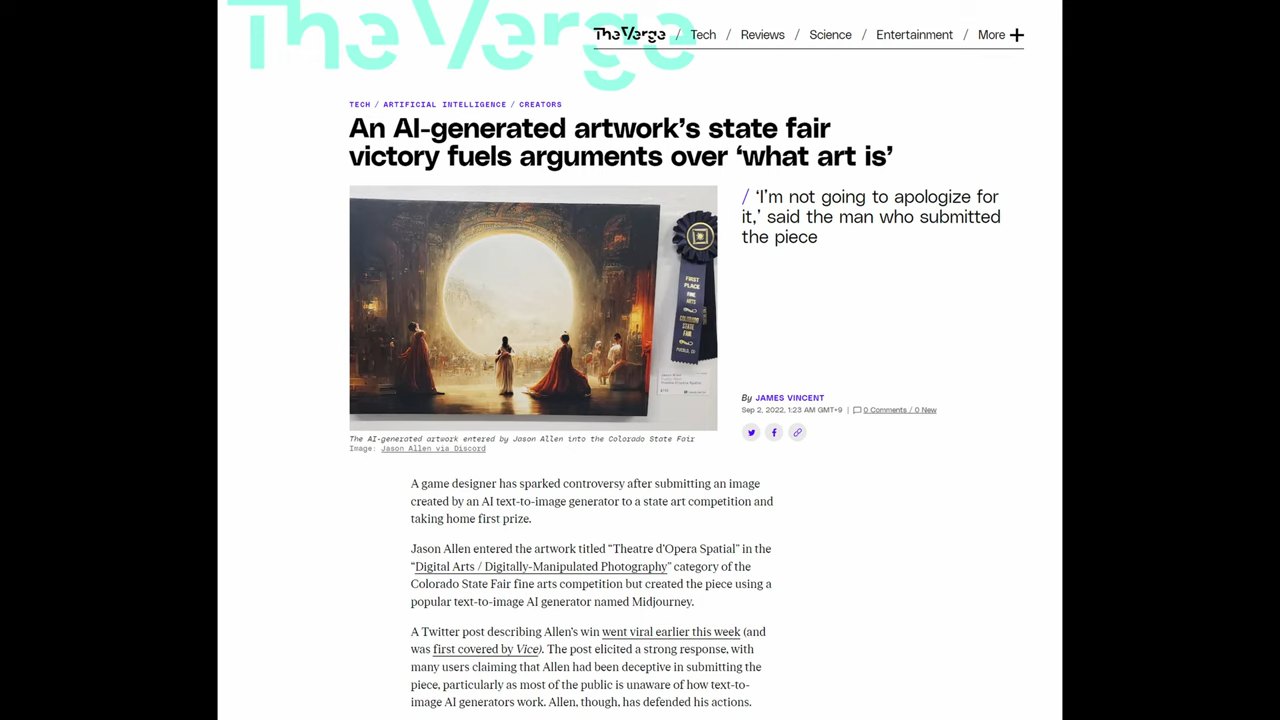 The Verge
The Verge / Tech / Reviews / Science / Entertainment / More +
TECH / ARTIFICIAL INTELLIGENCE / CREATORS
An AI-generated artwork's state fair
victory fuels arguments over ‘what art is’
/ ‘I’m not going to apologize for
it,’ said the man who submitted
the piece
FIRST
PLACE
FINE
ARTS
COLORADO
STATE
FAIR
PUEBLO, CO
By JAMES VINCENT
Sep 2, 2022, 1:23 AM GMT+9 | 0 Comments / 0 New
The AI-generated artwork entered by Jason Allen into the Colorado State Fair
Image: Jason Allen via Discord
A game designer has sparked controversy after submitting an image
created by an AI text-to-image generator to a state art competition and
taking home first prize.
Jason Allen entered the artwork titled “Theatre d’Opera Spatial” in the
“Digital Arts / Digitally-Manipulated Photography” category of the
Colorado State Fair fine arts competition but created the piece using a
popular text-to-image AI generator named Midjourney.
A Twitter post describing Allen’s win went viral earlier this week (and
was first covered by Vice). The post elicited a strong response, with
many users claiming that Allen had been deceptive in submitting the
piece, particularly as most of the public is unaware of how text-to-
image AI generators work. Allen, though, has defended his actions.